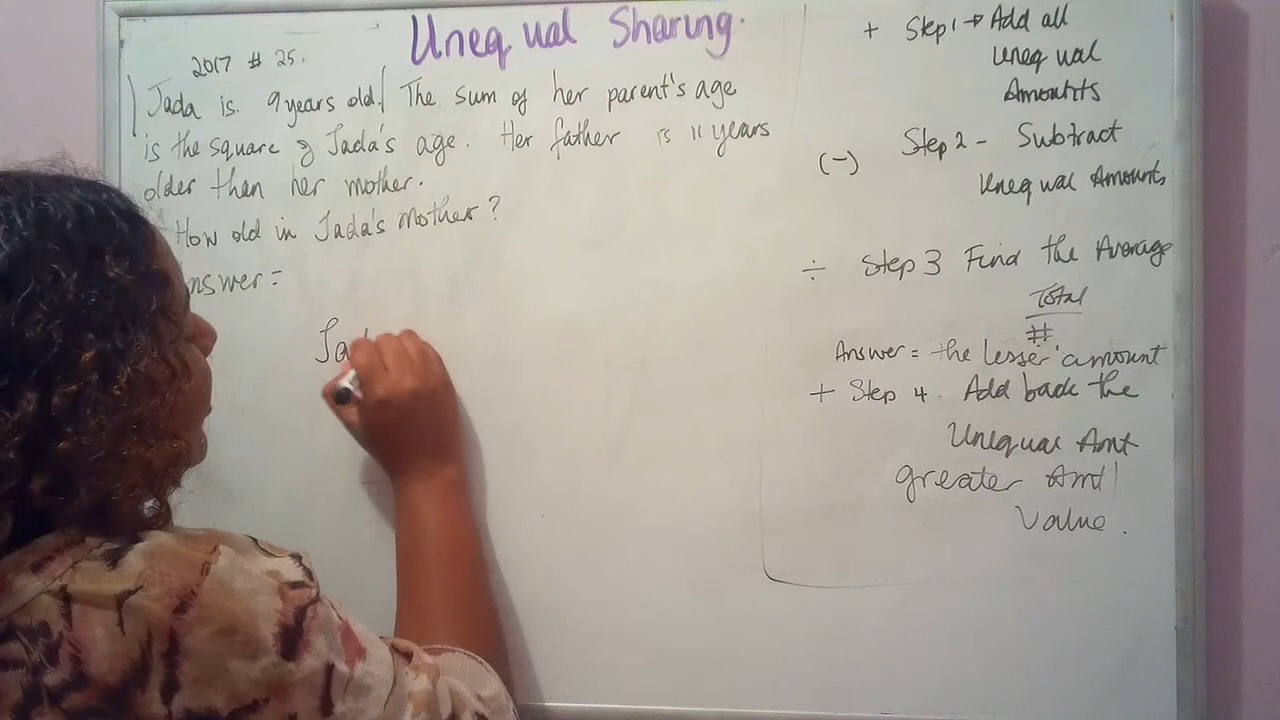 Unequal Sharing.
2017 # 25.
Jada is 9 years old. The sum of her parent's age
is the square of Jada's age. Her father is 11 years
older than her mother.
How old in Jada's mother?
nswer =
Jad
+ Step 1 → Add all
Unequal
Amounts
(-) Step 2 - Subtract
Unequal Amounts
÷ Step 3 Find the Average
Total
#
Answer = the lesser amount
+ Step 4. Add back the
Unequal Amt
greater Amt
Value.